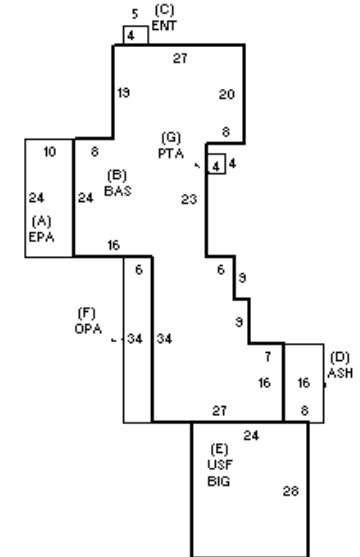 5
(C)
ENT
4
27
19
20
8
(G)
PTA
4
4
10
8
(B)
BAS
24
24
23
(A)
EPA
16
6
6
9
(F)
OPA
34
34
9
7
16
16
(D)
ASH
27
8
24
(E)
USF
BIG
28